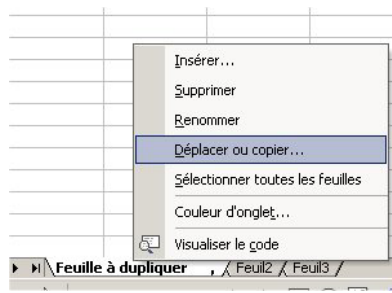 Insérer...
Supprimer
Renommer
Déplacer ou copier...
Sélectionner toutes les feuilles
Couleur d'onglet...
Visualiser le code
Feuille à dupliquer , Feuil2 Feuil3